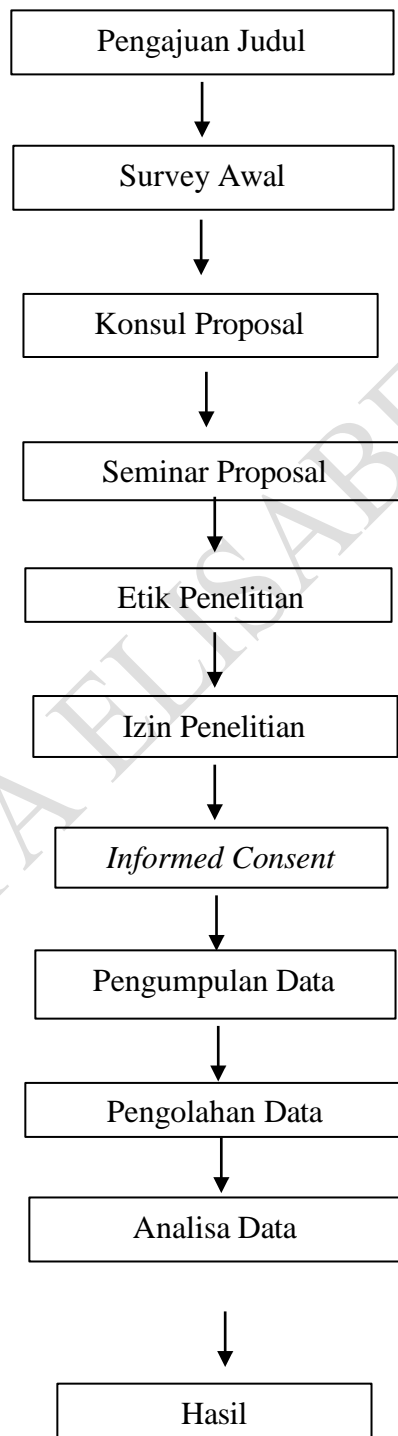 Pengajuan Judul
Survey Awal
Konsul Proposal
Seminar Proposal
Etik Penelitian
Izin Penelitian
Informed Consent
Pengumpulan Data
Pengolahan Data
Analisa Data
Hasil